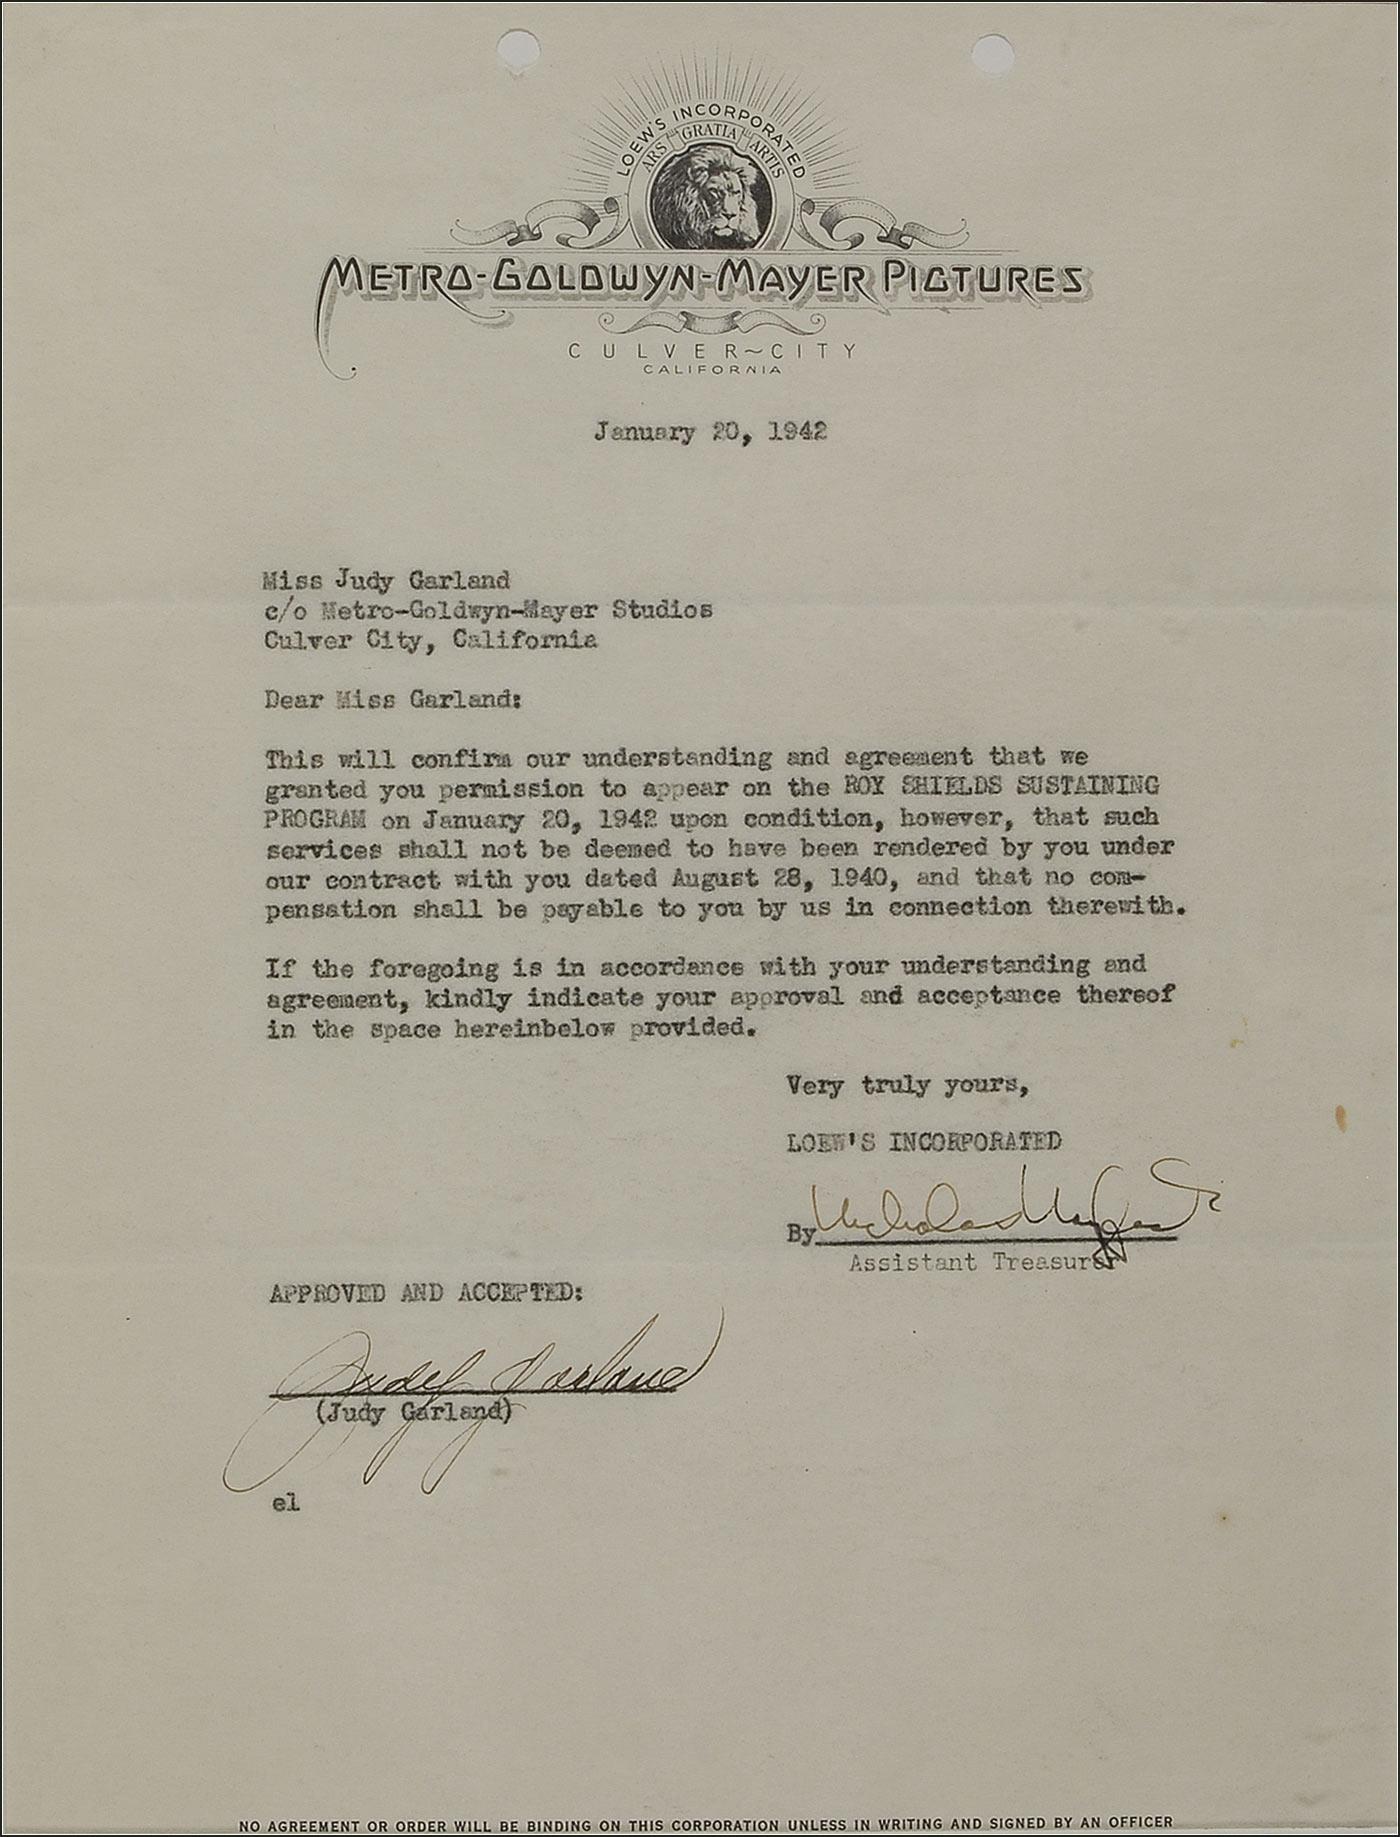 LOEW'S INCORPORATED
ARS GRATIA ARTIS
METRO-GOLDWYN-MAYER PICTURES
CULVER~CITY
CALIFORNIA
January 20, 1942
Miss Judy Garland
c/o Metro-Goldwyn-Mayer Studios
Culver City, California
Dear Miss Garland:
This will confirm our understanding and agreement that we
granted you permission to appear on the ROY SHIELDS SUSTAINING
PROGRAM on January 20, 1942 upon condition, however, that such
services shall not be deemed to have been rendered by you under
our contract with you dated August 28, 1940, and that no com-
pensation shall be payable to you by us in connection therewith.
If the foregoing is in accordance with your understanding and
agreement, kindly indicate your approval and acceptance thereof
in the space hereinbelow provided.
Very truly yours,
LOEW'S INCORPORATED
By Nicholas
Assistant Treasurer
APPROVED AND ACCEPTED:
Judy Garland
(Judy Garland)
el
NO AGREEMENT OR ORDER WILL BE BINDING ON THIS CORPORATION UNLESS IN WRITING AND SIGNED BY AN OFFICER